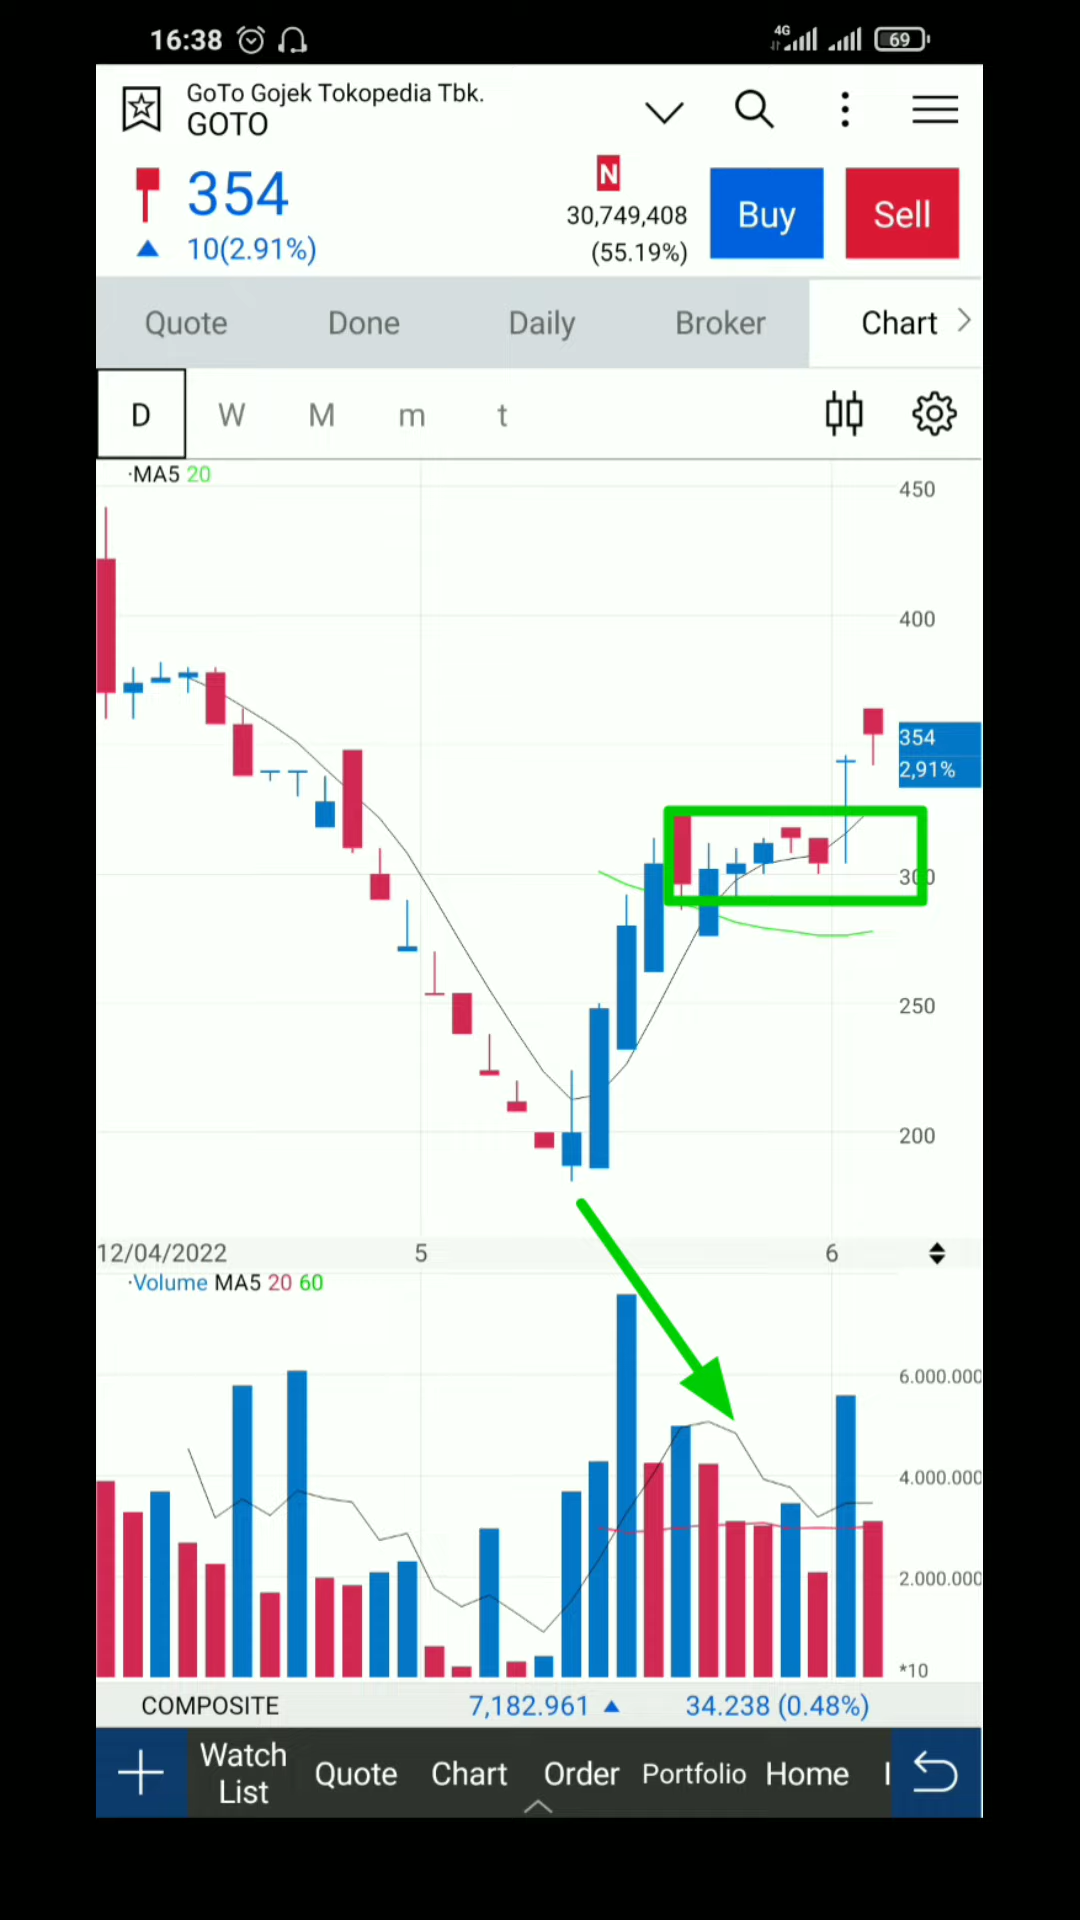 16:38
4G
69
GoTo Gojek Tokopedia Tbk.
GOTO
354
10(2.91%)
N
30,749,408
(55.19%)
Buy
Sell
Quote Done Daily Broker Chart
D W M m t
·MA5 20
450
400
354
2,91%
300
250
200
12/04/2022 5 6
·Volume MA5 20 60
6.000.000
4.000.000
2.000.000
*10
COMPOSITE 7,182.961 34.238 (0.48%)
Watch List
Quote Chart Order Portfolio Home